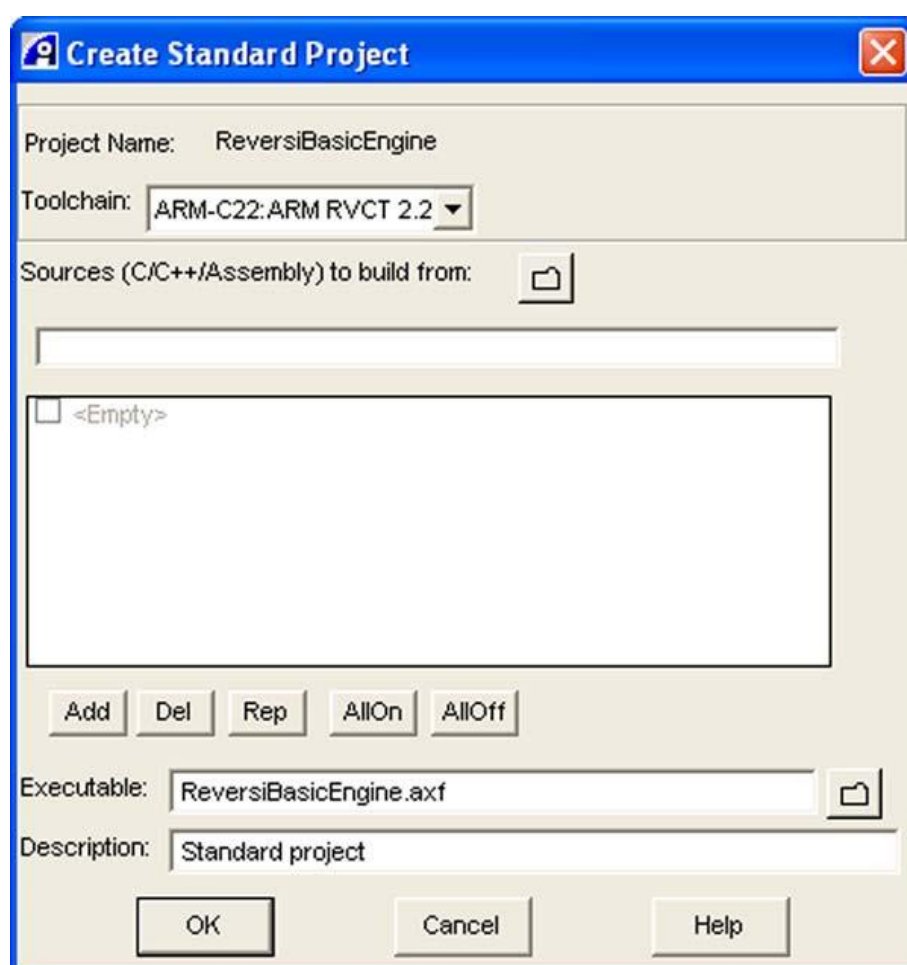 Create Standard Project
Project Name: ReversiBasicEngine
Toolchain: ARM-C22:ARM RVCT 2.2
Sources (C/C++/Assembly) to build from:
<Empty>
Add Del Rep AllOn AllOff
Executable: ReversiBasicEngine.axf
Description: Standard project
OK Cancel Help